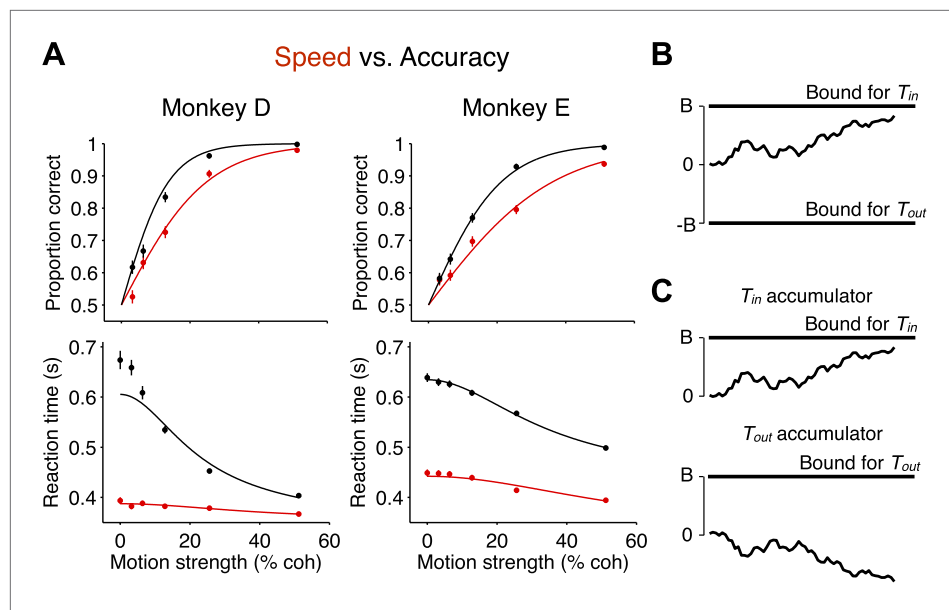 A
Speed vs. Accuracy
Monkey D
Monkey E
Proportion correct
1
0.9
0.8
0.7
0.6
0.5
Proportion correct
1
0.9
0.8
0.7
0.6
0.5
Reaction time (s)
0.7
0.6
0.5
0.4
0
20
40
60
Motion strength (% coh)
Reaction time (s)
0.7
0.6
0.5
0.4
0
20
40
60
Motion strength (% coh)
B
Bound for Tin
B
0
Bound for Tout
-B
C
Tin accumulator
Bound for Tin
B
0
Tout accumulator
Bound for Tout
B
0